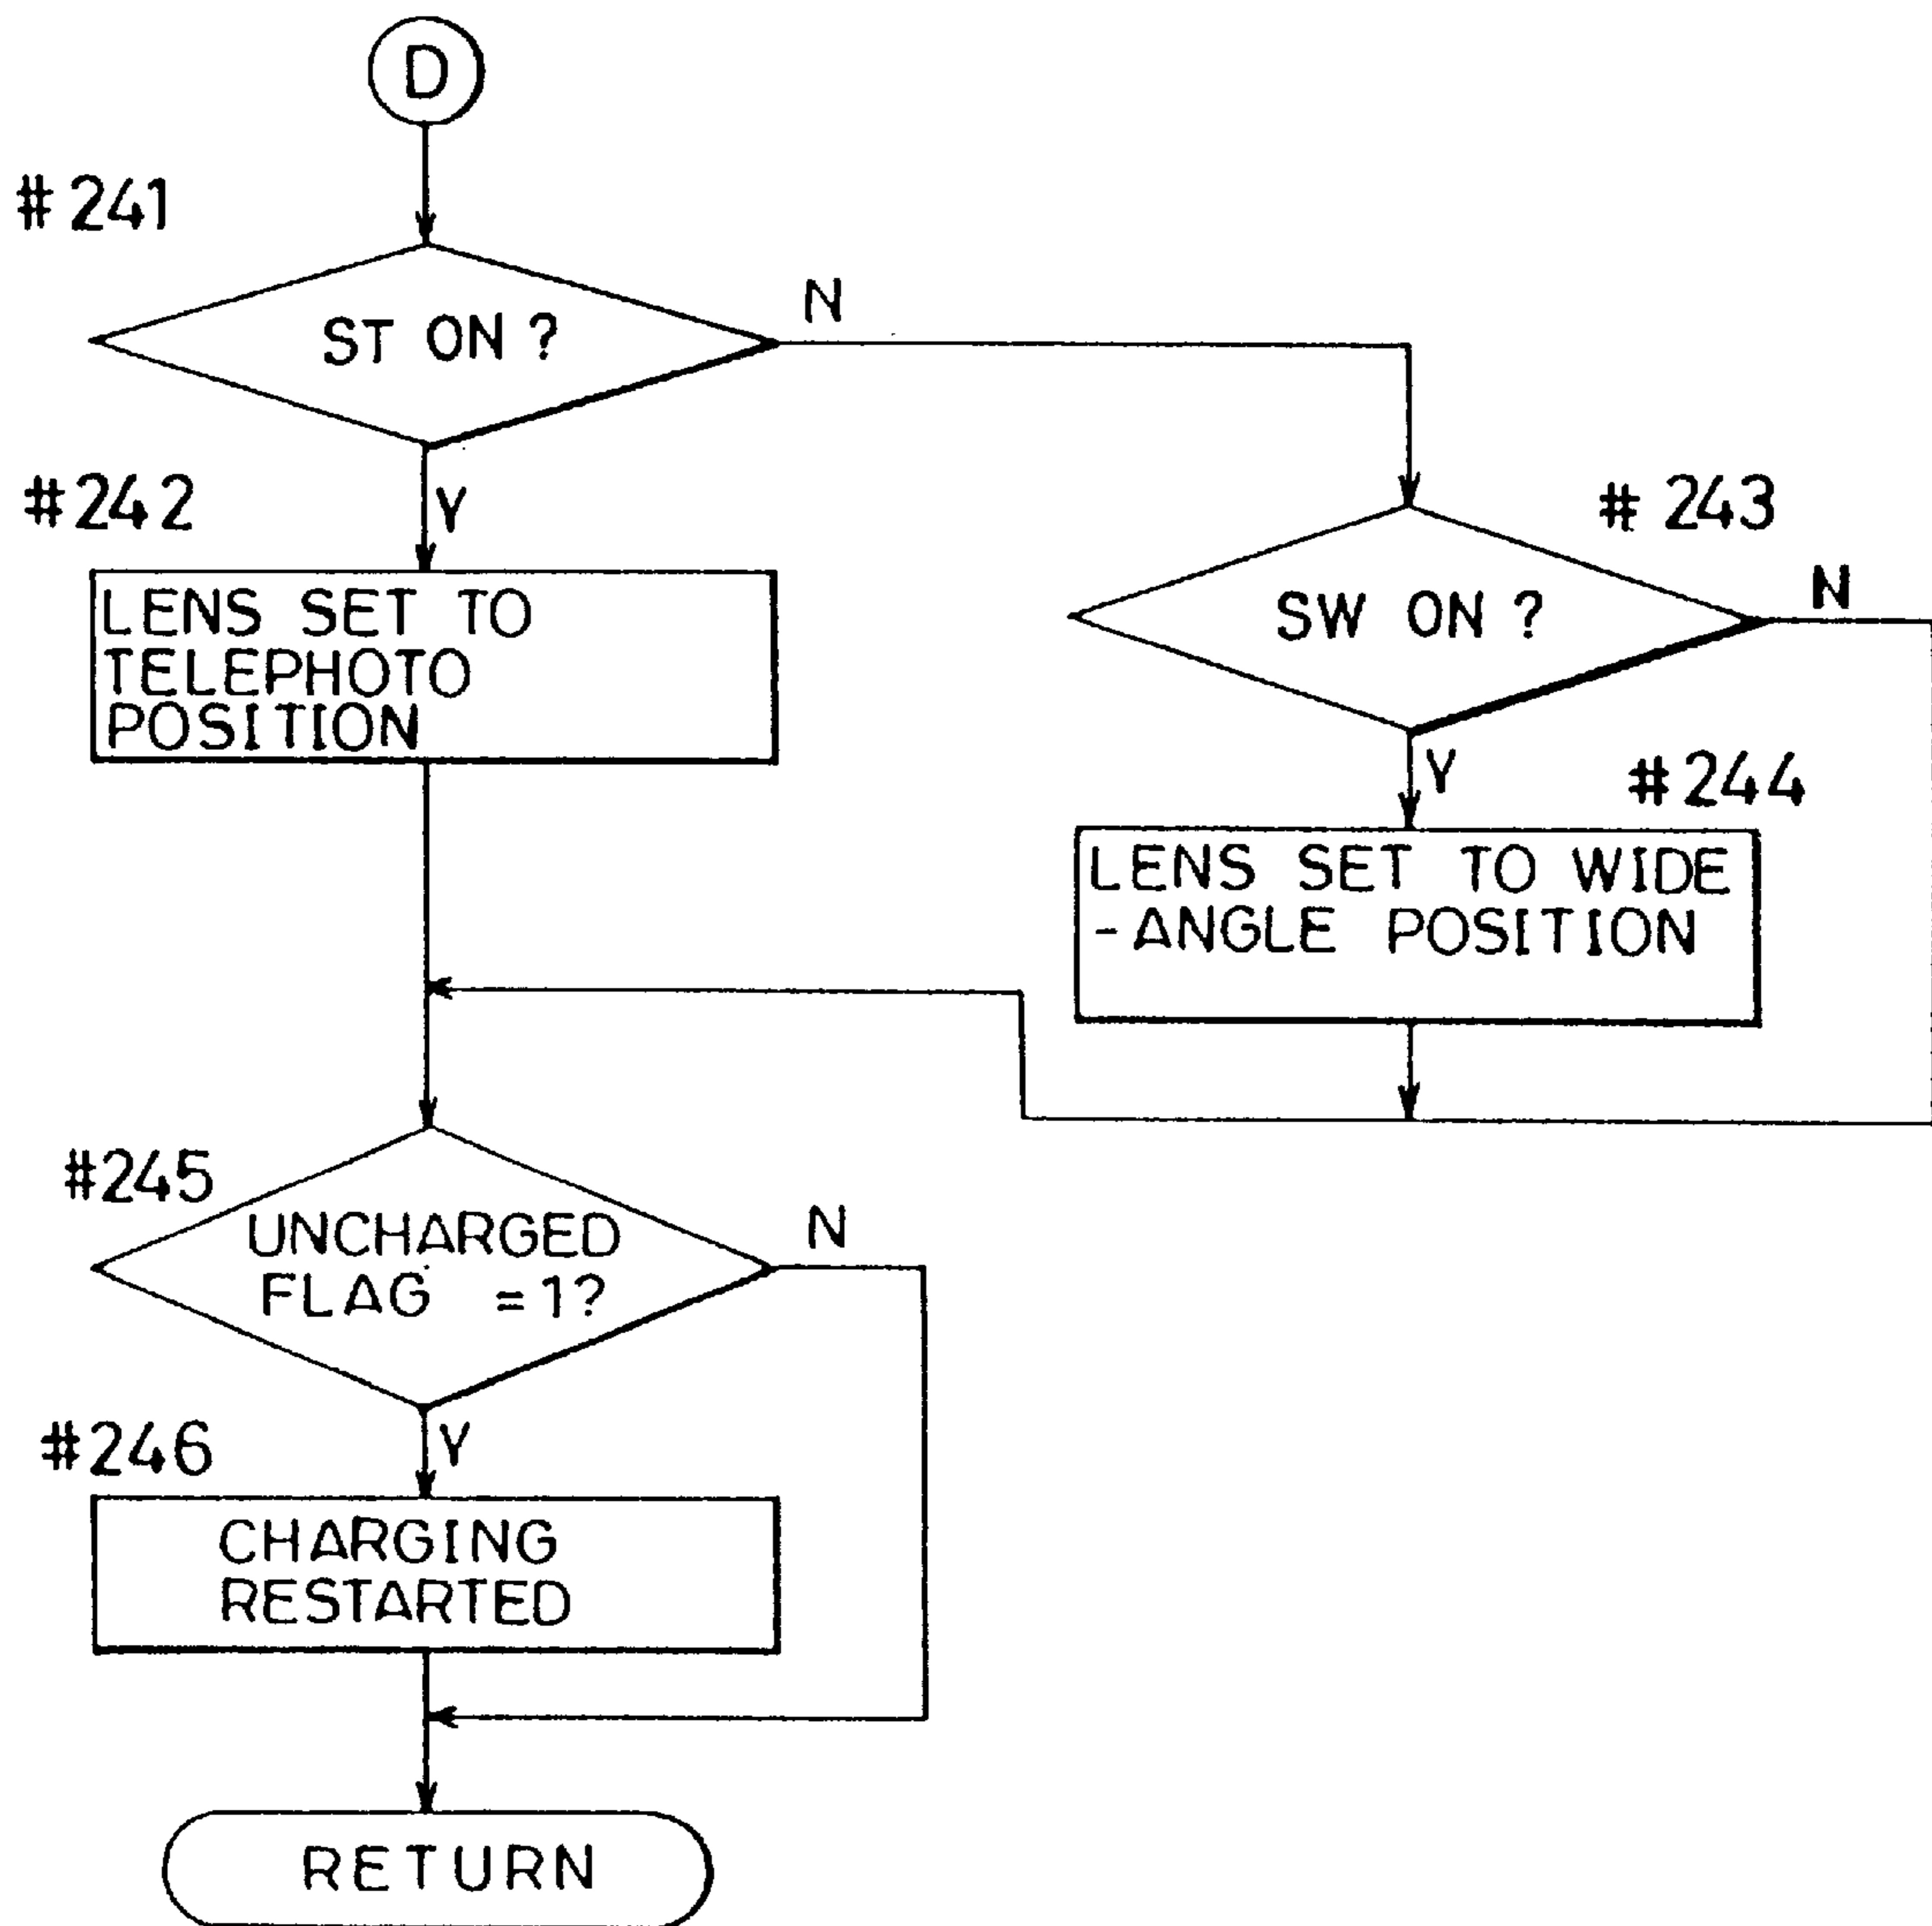 D
#241
ST ON ?
N
#242
Y
LENS SET TO
TELEPHOTO
POSITION
# 243
SW ON ?
N
Y
#244
LENS SET TO WIDE
-ANGLE POSITION
#245
UNCHARGED
FLAG =1?
N
#246
Y
CHARGING
RESTARTED
RETURN